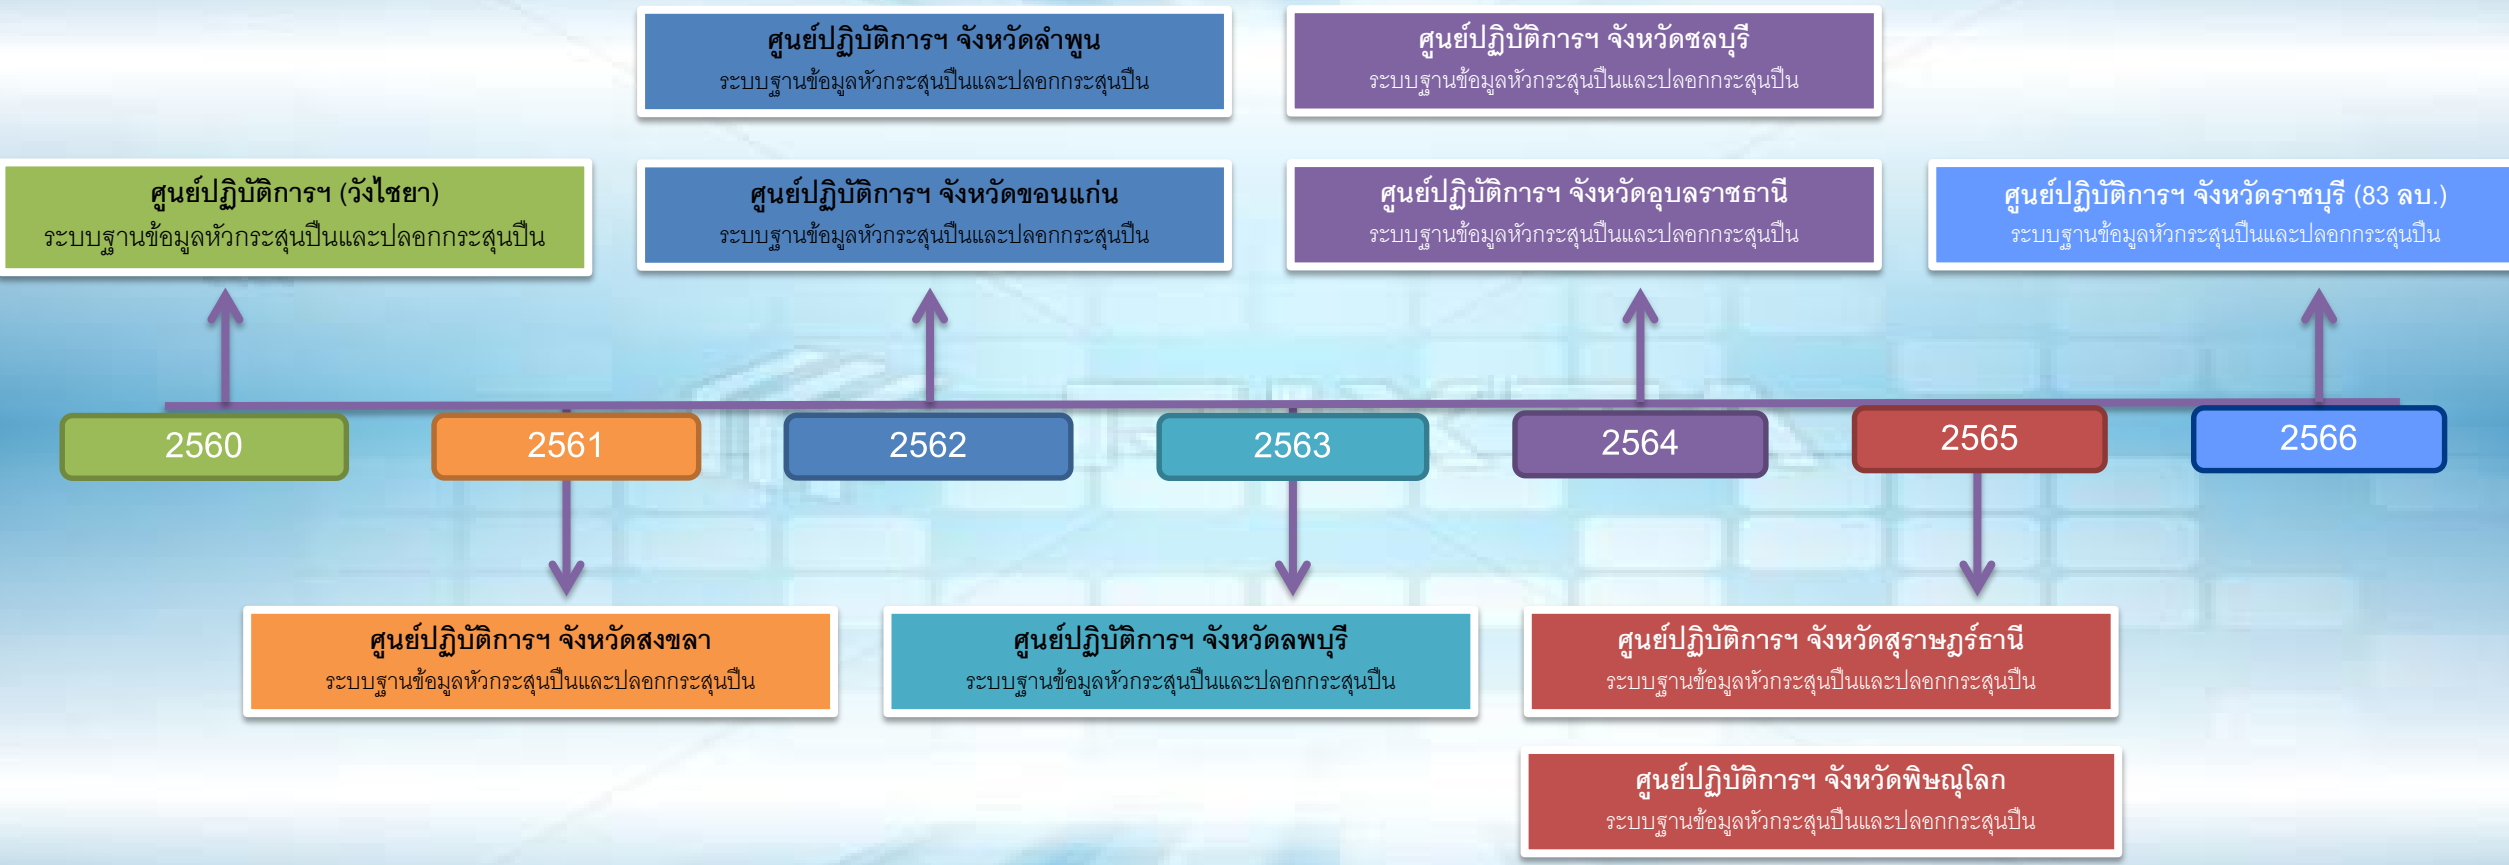 ศูนย์ปฏิบัติการฯ จังหวัดลำพูน
ระบบฐานข้อมูลหัวกระสุนปืนและปลอกกระสุนปืน
ศูนย์ปฏิบัติการฯ จังหวัดชลบุรี
ระบบฐานข้อมูลหัวกระสุนปืนและปลอกกระสุนปืน
ศูนย์ปฏิบัติการฯ (วังไชยา)
ระบบฐานข้อมูลหัวกระสุนปืนและปลอกกระสุนปืน
ศูนย์ปฏิบัติการฯ จังหวัดขอนแก่น
ระบบฐานข้อมูลหัวกระสุนปืนและปลอกกระสุนปืน
ศูนย์ปฏิบัติการฯ จังหวัดอุบลราชธานี
ระบบฐานข้อมูลหัวกระสุนปืนและปลอกกระสุนปืน
ศูนย์ปฏิบัติการฯ จังหวัดราชบุรี (83 ลบ.)
ระบบฐานข้อมูลหัวกระสุนปืนและปลอกกระสุนปืน
2560
2561
2562
2563
2564
2565
2566
ศูนย์ปฏิบัติการฯ จังหวัดสงขลา
ระบบฐานข้อมูลหัวกระสุนปืนและปลอกกระสุนปืน
ศูนย์ปฏิบัติการฯ จังหวัดลพบุรี
ระบบฐานข้อมูลหัวกระสุนปืนและปลอกกระสุนปืน
ศูนย์ปฏิบัติการฯ จังหวัดสุราษฎร์ธานี
ระบบฐานข้อมูลหัวกระสุนปืนและปลอกกระสุนปืน
ศูนย์ปฏิบัติการฯ จังหวัดพิษณุโลก
ระบบฐานข้อมูลหัวกระสุนปืนและปลอกกระสุนปืน